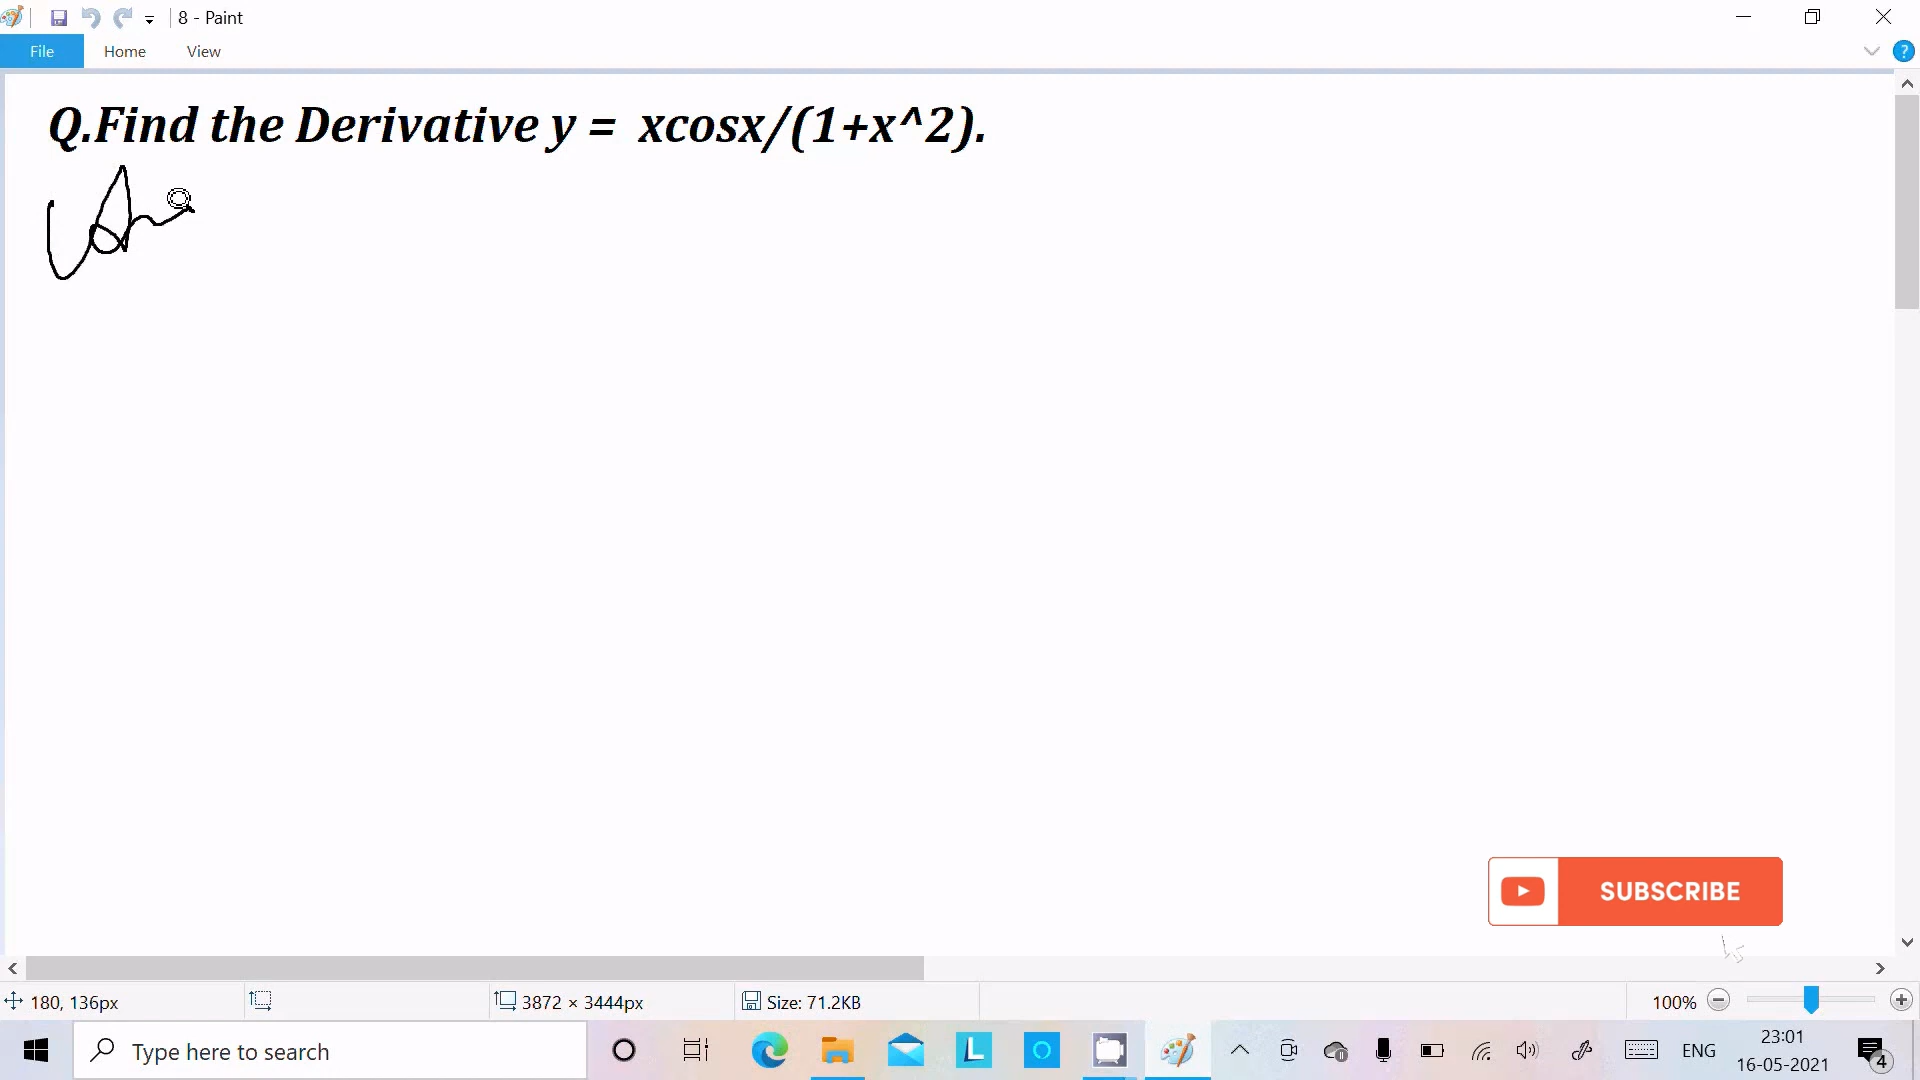 8 - Paint
File Home View
Q.Find the Derivative y = xcosx/(1+x^2).
SUBSCRIBE
180, 136px 3872 × 3444px Size: 71.2KB 100%
Type here to search ENG 23:01
16-05-2021 4